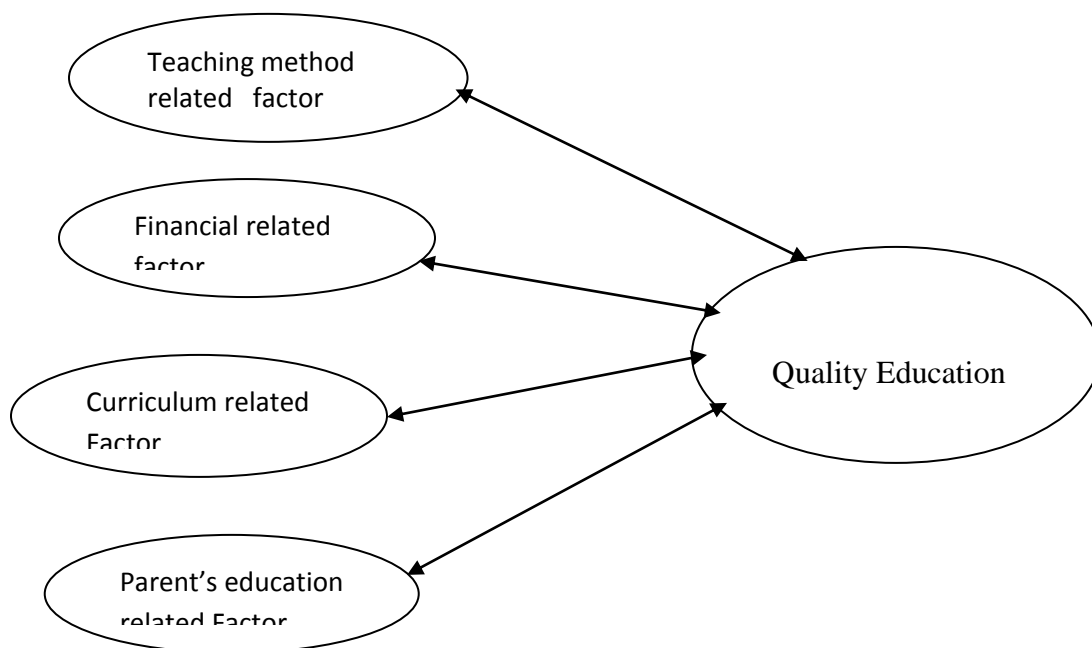 Teaching method
related factor
Financial related
factor
Curriculum related
Factor
Quality Education
Parent’s education
related Factor